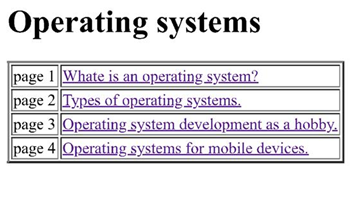 Operating systems
page 1 Whate is an operating system?
page 2 Types of operating systems.
page 3 Operating system development as a hobby.
page 4 Operating systems for mobile devices.